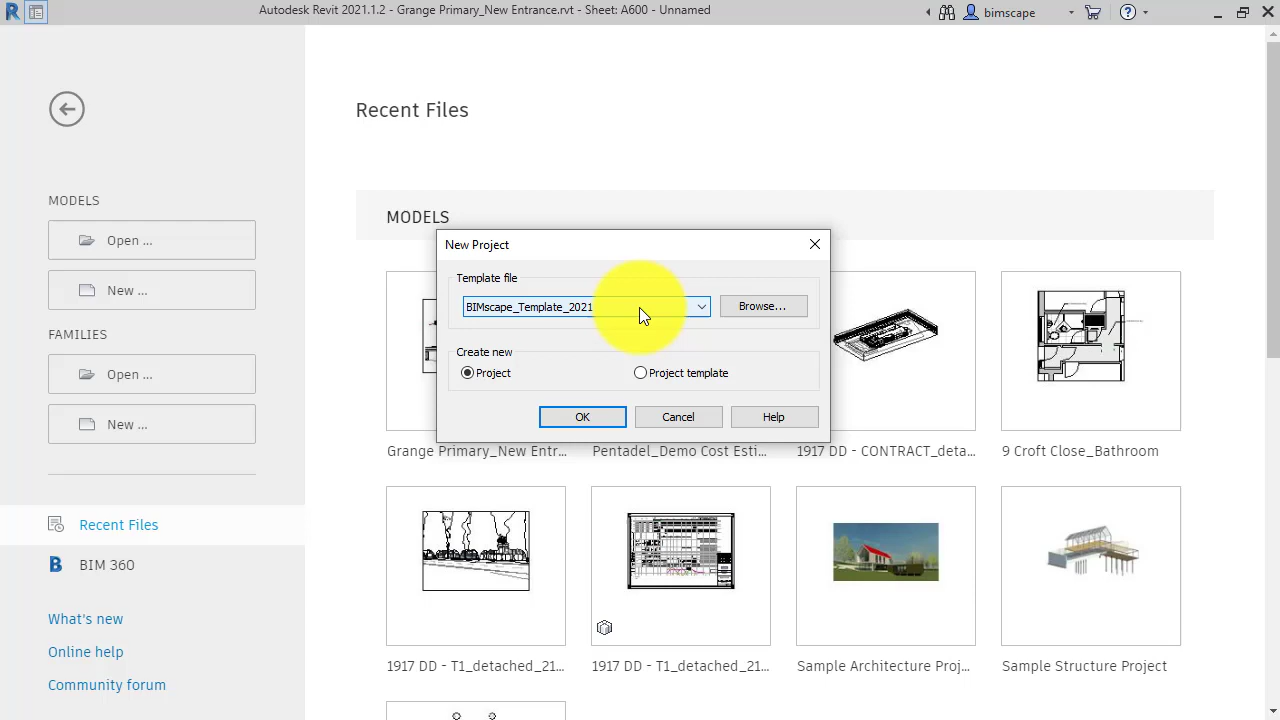 Autodesk Revit 2021.1.2 - Grange Primary_New Entrance.rvt - Sheet: A600 - Unnamed
bimscape
Recent Files
MODELS
Open ...
New ...
FAMILIES
Open ...
New ...
Recent Files
BIM 360
What's new
Online help
Community forum
MODELS
New Project
Template file
BIMscape_Template_2021
Browse...
Create new
Project
Project template
OK
Cancel
Help
Grange Primary_New Entr...
Pentadel_Demo Cost Esti...
1917 DD - CONTRACT_deta...
9 Croft Close_Bathroom
1917 DD - T1_detached_21...
1917 DD - T1_detached_21...
Sample Architecture Proj...
Sample Structure Project